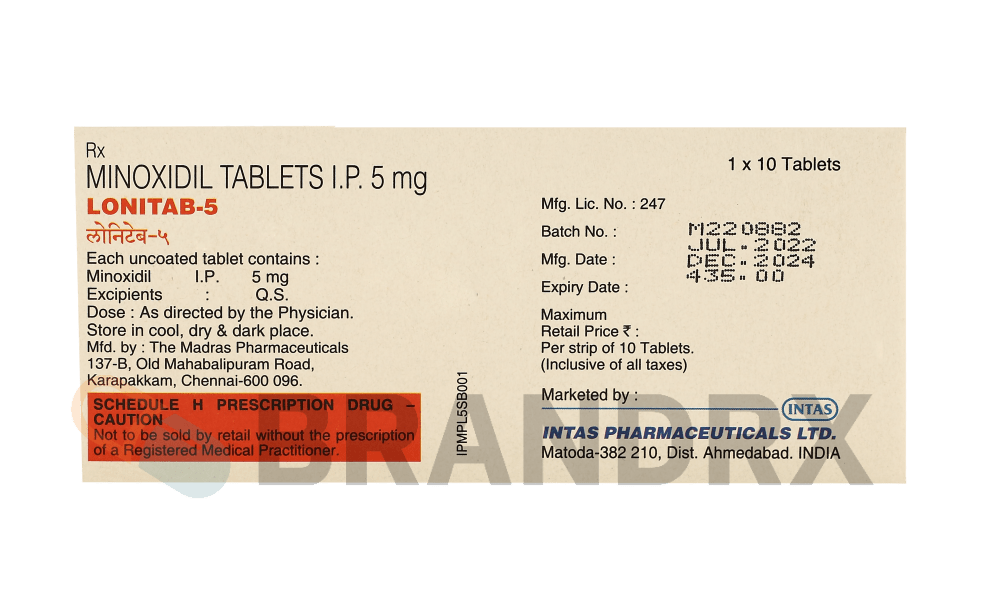 Rx
MINOXIDIL TABLETS I.P. 5 mg
LONITAB-5
लोनिटेब-५
Each uncoated tablet contains :
Minoxidil I.P. 5 mg
Excipients : Q.S.
Dose : As directed by the Physician.
Store in cool, dry & dark place.
Mfd. by : The Madras Pharmaceuticals
137-B, Old Mahabalipuram Road,
Karapakkam, Chennai-600 096.
SCHEDULE H PRESCRIPTION DRUG –
CAUTION
Not to be sold by retail without the prescription
of a Registered Medical Practitioner.
IPMPL5SB001
1 x 10 Tablets
Mfg. Lic. No. : 247
Batch No. : M220882
JUL.2022
Mfg. Date : DEC.2024
435.00
Expiry Date :
Maximum
Retail Price ₹ :
Per strip of 10 Tablets.
(Inclusive of all taxes)
Marketed by :
INTAS
INTAS PHARMACEUTICALS LTD.
Matoda-382 210, Dist. Ahmedabad. INDIA
BRANDRX